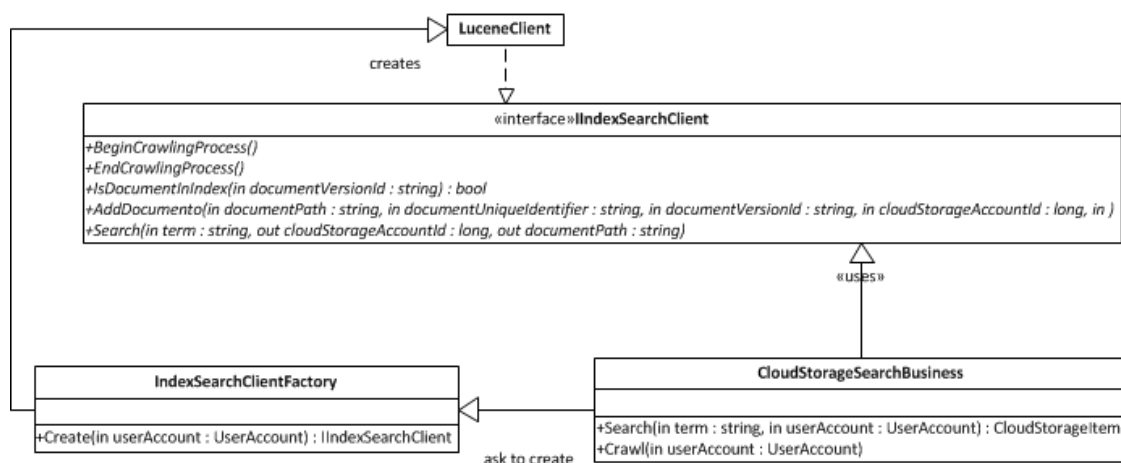 LuceneClient
creates
«interface»IIndexSearchClient
+BeginCrawlingProcess()
+EndCrawlingProcess()
+IsDocumentInIndex(in documentVersionId : string) : bool
+AddDocumento(in documentPath : string, in documentUniqueIdentifier : string, in documentVersionId : string, in cloudStorageAccountId : long, in )
+Search(in term : string, out cloudStorageAccountId : long, out documentPath : string)
«uses»
IndexSearchClientFactory
+Create(in userAccount : UserAccount) : IIndexSearchClient
CloudStorageSearchBusiness
+Search(in term : string, in userAccount : UserAccount) : CloudStorageItem
+Crawl(in userAccount : UserAccount)
ask to create